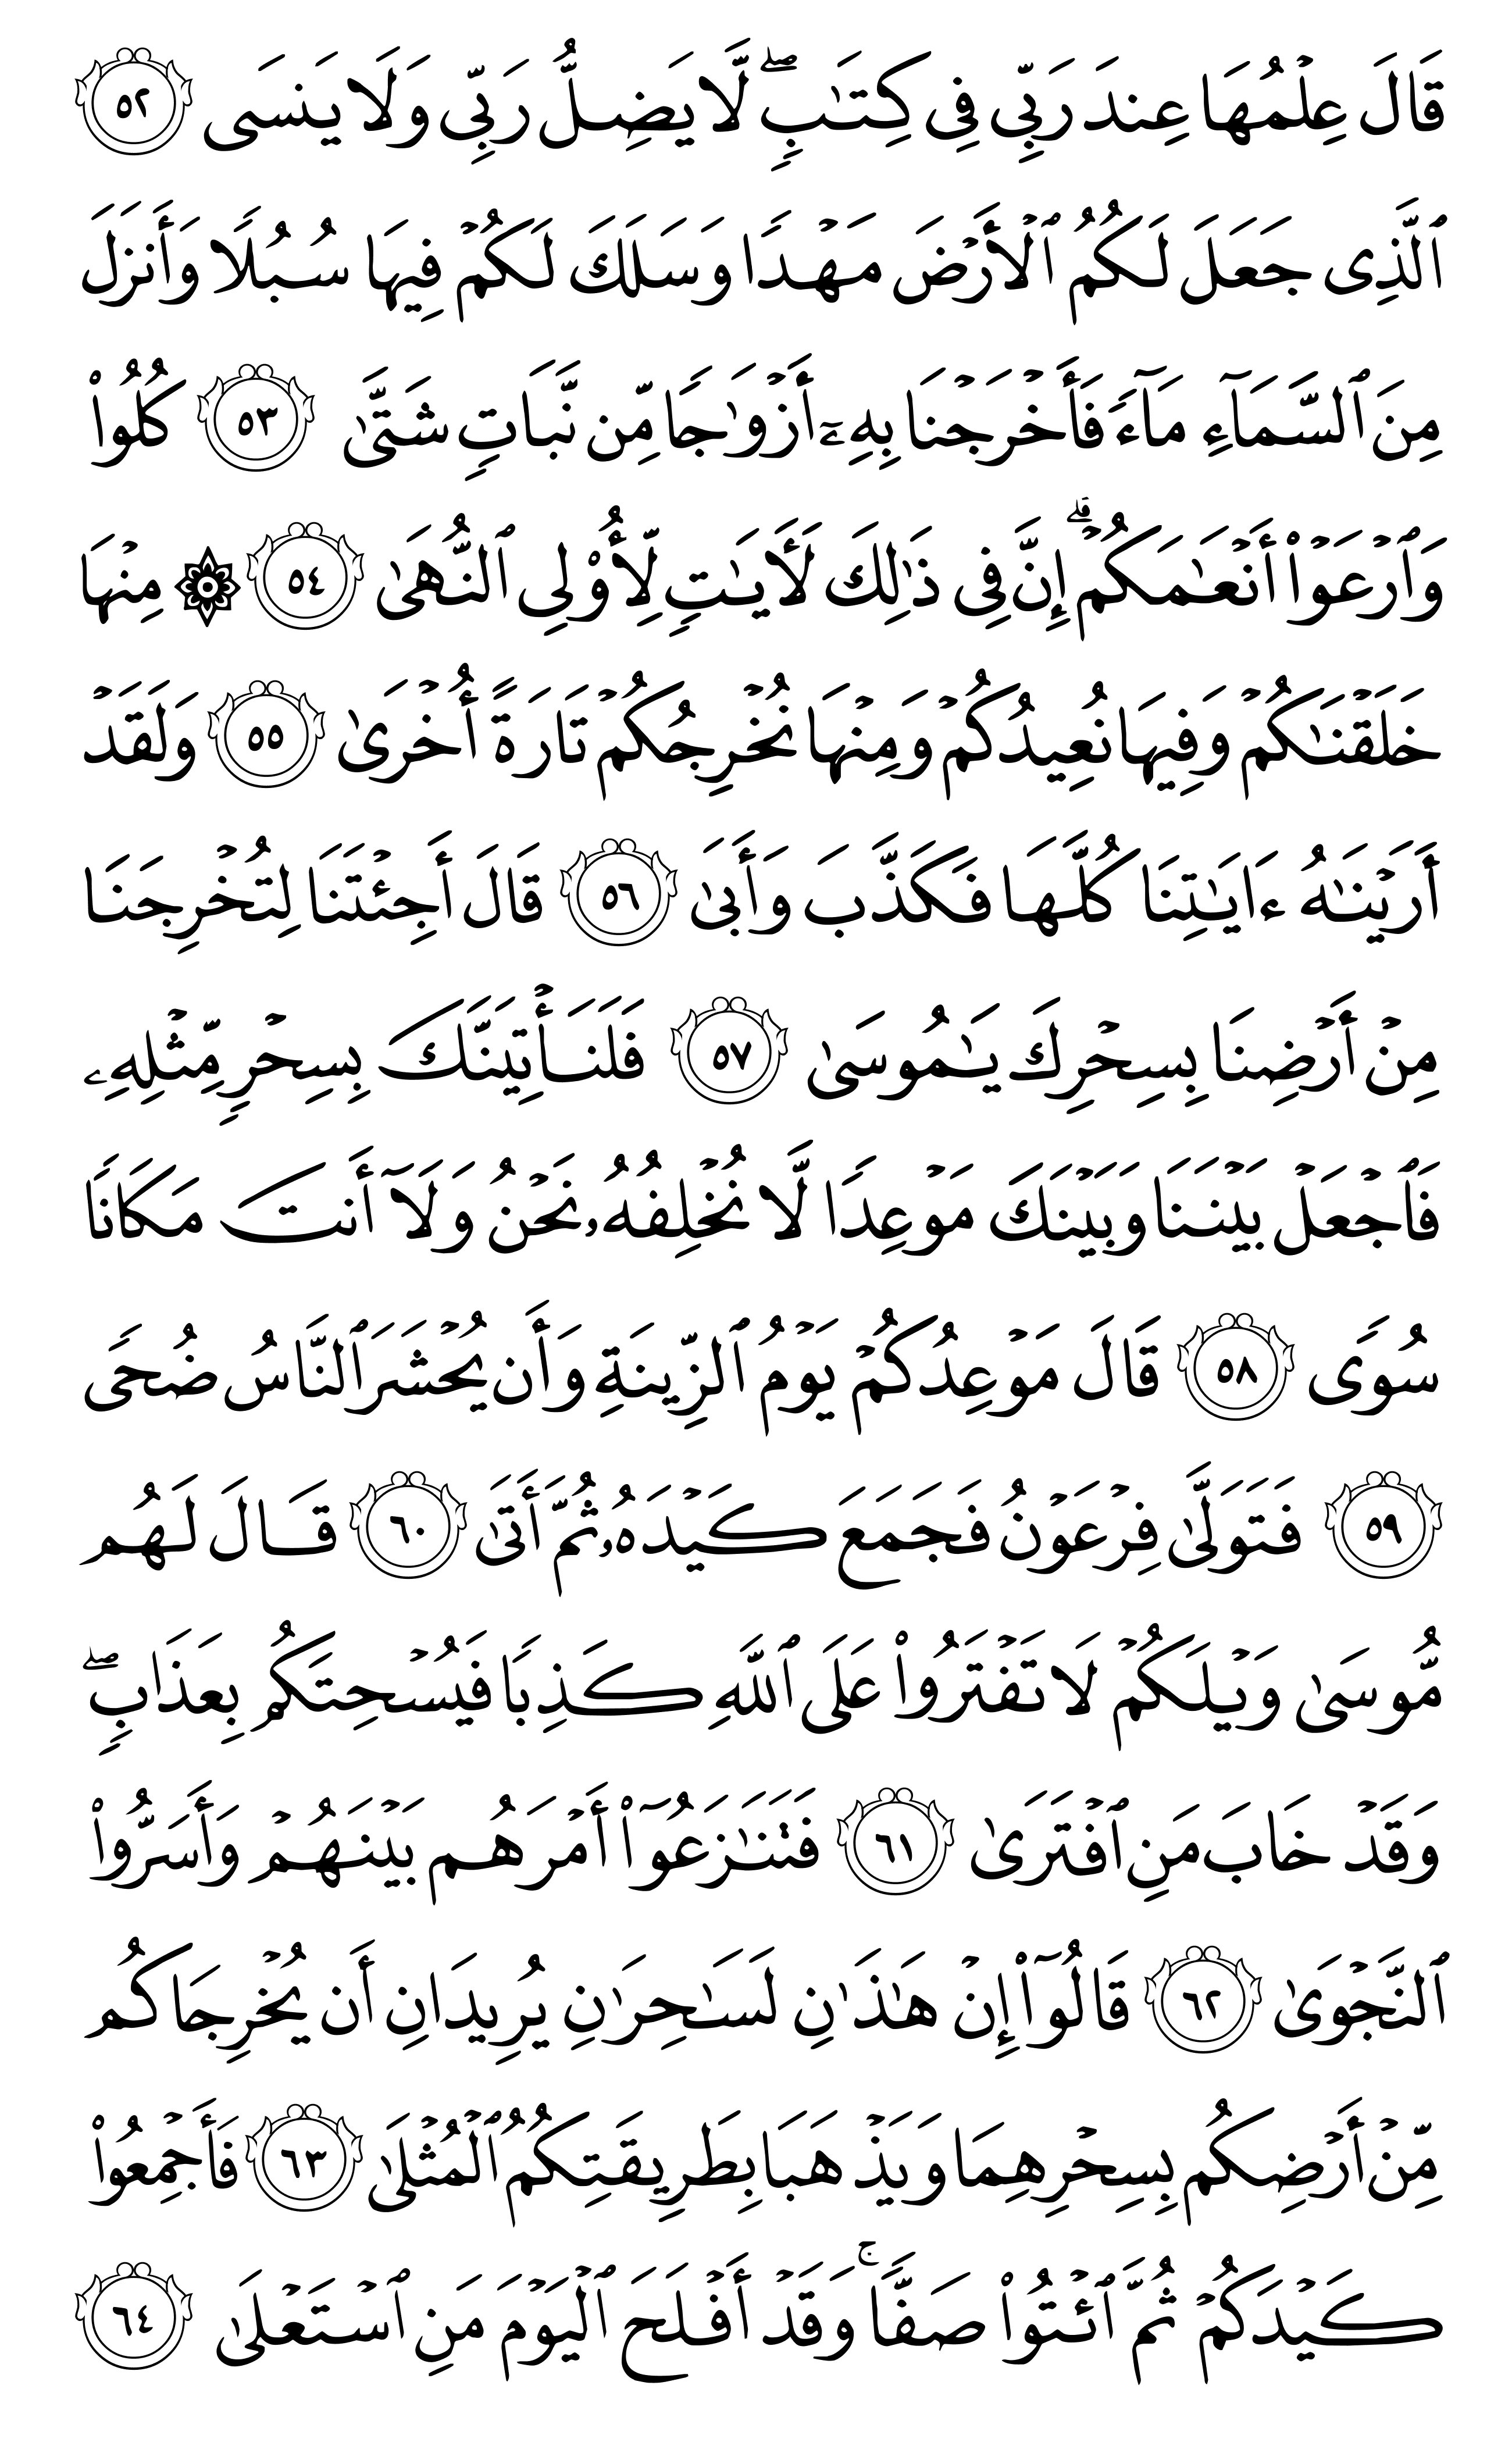 قَالَ عِلْمُهَا عِندَ رَبِّى فِى كِتَٰبٍ ۖ لَّا يَضِلُّ رَبِّى وَلَا يَنسَى ٥٢
ٱلَّذِى جَعَلَ لَكُمُ ٱلْأَرْضَ مَهْدًا وَسَلَكَ لَكُمْ فِيهَا سُبُلًا وَأَنزَلَ
مِنَ ٱلسَّمَآءِ مَآءً فَأَخْرَجْنَا بِهِۦٓ أَزْوَٰجًا مِّن نَّبَاتٍ شَتَّىٰ ٥٣ كُلُوا۟
وَٱرْعَوْا۟ أَنْعَٰمَكُمْ ۗ إِنَّ فِى ذَٰلِكَ لَءَايَٰتٍ لِّأُو۟لِى ٱلنُّهَىٰ ٥٤ ۞ مِنْهَا
خَلَقْنَٰكُمْ وَفِيهَا نُعِيدُكُمْ وَمِنْهَا نُخْرِجُكُمْ تَارَةً أُخْرَىٰ ٥٥ وَلَقَدْ
أَرَيْنَٰهُ ءَايَٰتِنَا كُلَّهَا فَكَذَّبَ وَأَبَىٰ ٥٦ قَالَ أَجِئْتَنَا لِتُخْرِجَنَا
مِنْ أَرْضِنَا بِسِحْرِكَ يَٰمُوسَىٰ ٥٧ فَلَنَأْتِيَنَّكَ بِسِحْرٍ مِّثْلِهِۦ
فَٱجْعَلْ بَيْنَنَا وَبَيْنَكَ مَوْعِدًا لَّا نُخْلِفُهُۥ نَحْنُ وَلَآ أَنتَ مَكَانًا
سُوًى ٥٨ قَالَ مَوْعِدُكُمْ يَوْمُ ٱلزِّينَةِ وَأَن يُحْشَرَ ٱلنَّاسُ ضُحًى
٥٩ فَتَوَلَّىٰ فِرْعَوْنُ فَجَمَعَ كَيْدَهُۥ ثُمَّ أَتَىٰ ٦٠ قَالَ لَهُم
مُّوسَىٰ وَيْلَكُمْ لَا تَفْتَرُوا۟ عَلَى ٱللَّهِ كَذِبًا فَيُسْحِتَكُم بِعَذَابٍ ۖ
وَقَدْ خَابَ مَنِ ٱفْتَرَىٰ ٦١ فَتَنَٰزَعُوٓا۟ أَمْرَهُم بَيْنَهُمْ وَأَسَرُّوا۟
ٱلنَّجْوَىٰ ٦٢ قَالُوٓا۟ إِنْ هَٰذَٰنِ لَسَٰحِرَٰنِ يُرِيدَانِ أَن يُخْرِجَاكُم
مِّنْ أَرْضِكُم بِسِحْرِهِمَا وَيَذْهَبَا بِطَرِيقَتِكُمُ ٱلْمُثْلَىٰ ٦٣ فَأَجْمِعُوا۟
كَيْدَكُمْ ثُمَّ ٱئْتُوا۟ صَفًّا ۚ وَقَدْ أَفْلَحَ ٱلْيَوْمَ مَنِ ٱسْتَعْلَىٰ ٦٤